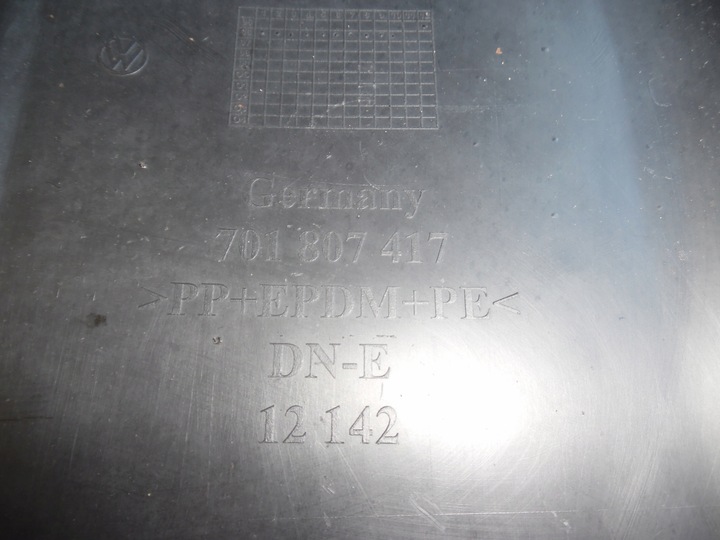 Germany
701 807 417
>PP+EPDM+PE<
DN-E
12 142